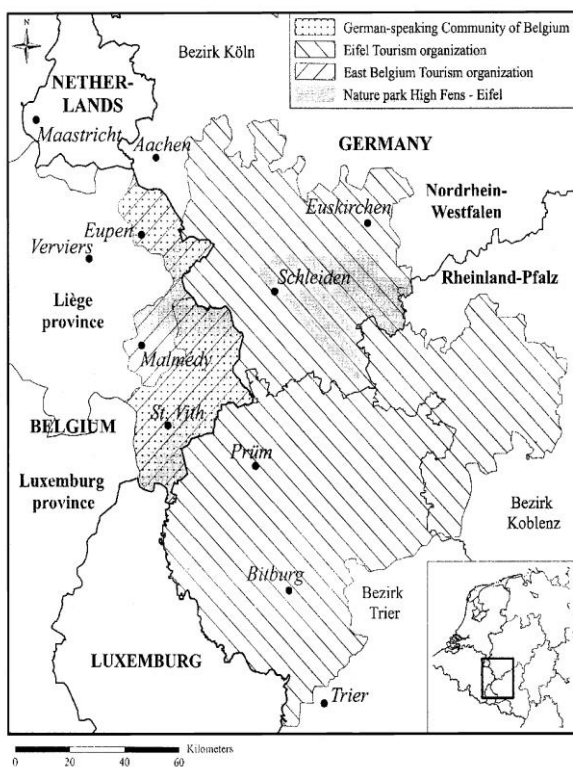 German-speaking Community of Belgium
Eifel Tourism organization
East Belgium Tourism organization
Nature park High Fens - Eifel
Bezirk Köln
NETHER-
LANDS
Maastricht
Aachen
GERMANY
Nordrhein-
Westfalen
Euskirchen
Eupen
Verviers
Schleiden
Rheinland-Pfalz
Liège
province
Malmédy
BELGIUM
St. Vith
Prüm
Luxemburg
province
Bezirk
Koblenz
Bitburg
Bezirk
Trier
LUXEMBURG
Trier
N
Kilometers
0 20 40 60